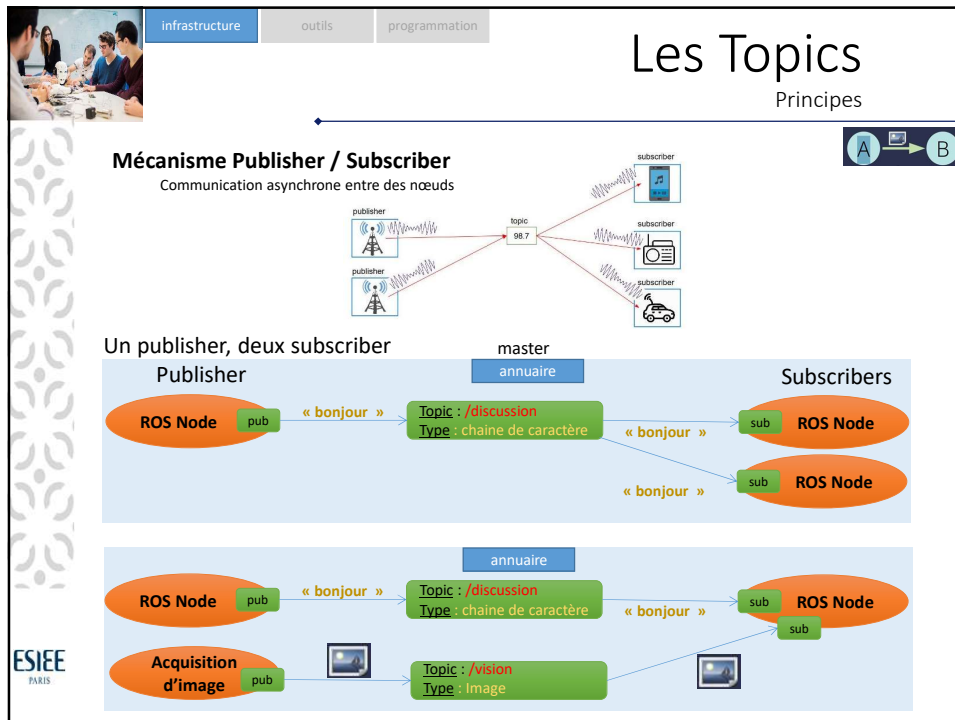 infrastructure
outils
programmation
Les Topics
Principes
A
B
Mécanisme Publisher / Subscriber
Communication asynchrone entre des nœuds
publisher
publisher
topic
98.7
subscriber
subscriber
subscriber
Un publisher, deux subscriber
master
Publisher
annuaire
Subscribers
ROS Node
pub
« bonjour »
Topic : /discussion
Type : chaine de caractère
« bonjour »
sub
ROS Node
« bonjour »
sub
ROS Node
annuaire
ROS Node
pub
« bonjour »
Topic : /discussion
Type : chaine de caractère
« bonjour »
sub
ROS Node
sub
Acquisition
d'image
pub
Topic : /vision
Type : Image
ESIEE
PARIS